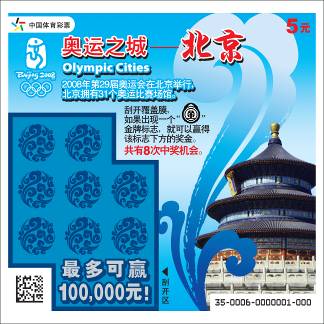 中国体育彩票
5元
奥运之城—北京
Olympic Cities
Beijing 2008
2008年第29届奥运会在北京举行,
北京拥有31个奥运比赛场馆。
刮开覆盖膜,
如果出现一个“ ”
金牌标志，就可以赢得
该标志下方的奖金。
共有8次中奖机会。
最多可赢
100,000元!
刮开区
35-0006-0000001-000